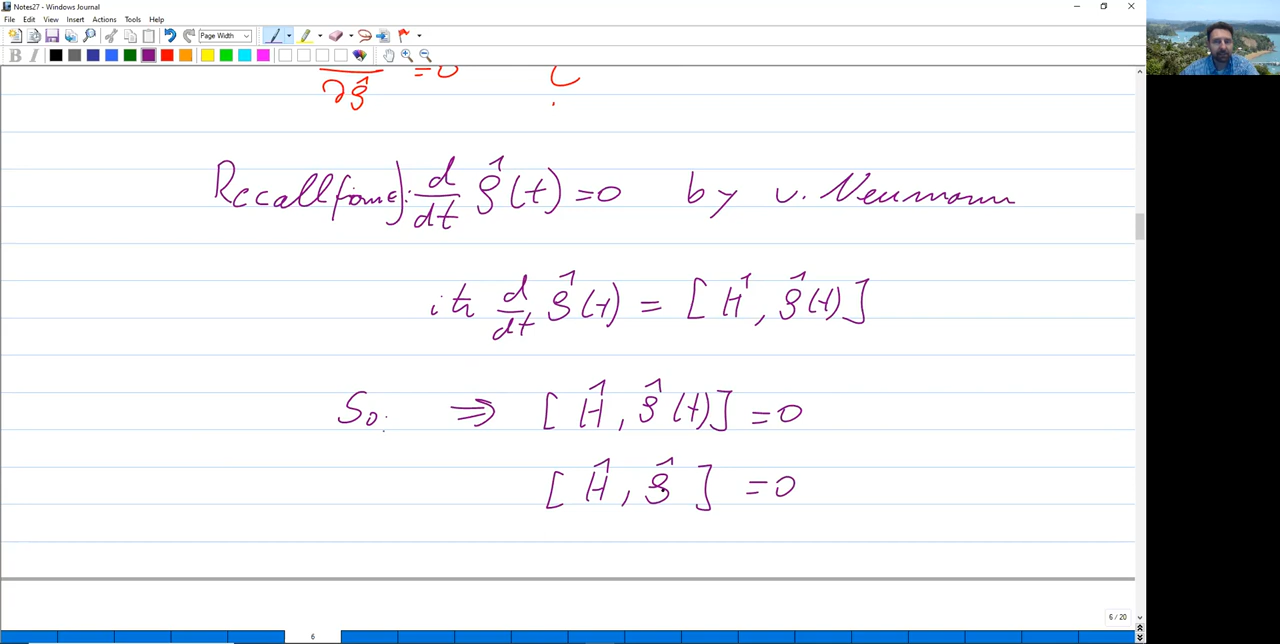 Notes27 - Windows Journal
File Edit View Insert Actions Tools Help
Page Width
B I
∂ρ̂ =0
Recall (from ε): d/dt ρ̂(t) = 0 by v. Neumann
iħ d/dt ρ̂(t) = [Ĥ, ρ̂(t)]
So: ⇒ [Ĥ, ρ̂(t)] = 0
[Ĥ, ρ̂] = 0
6 / 20
6